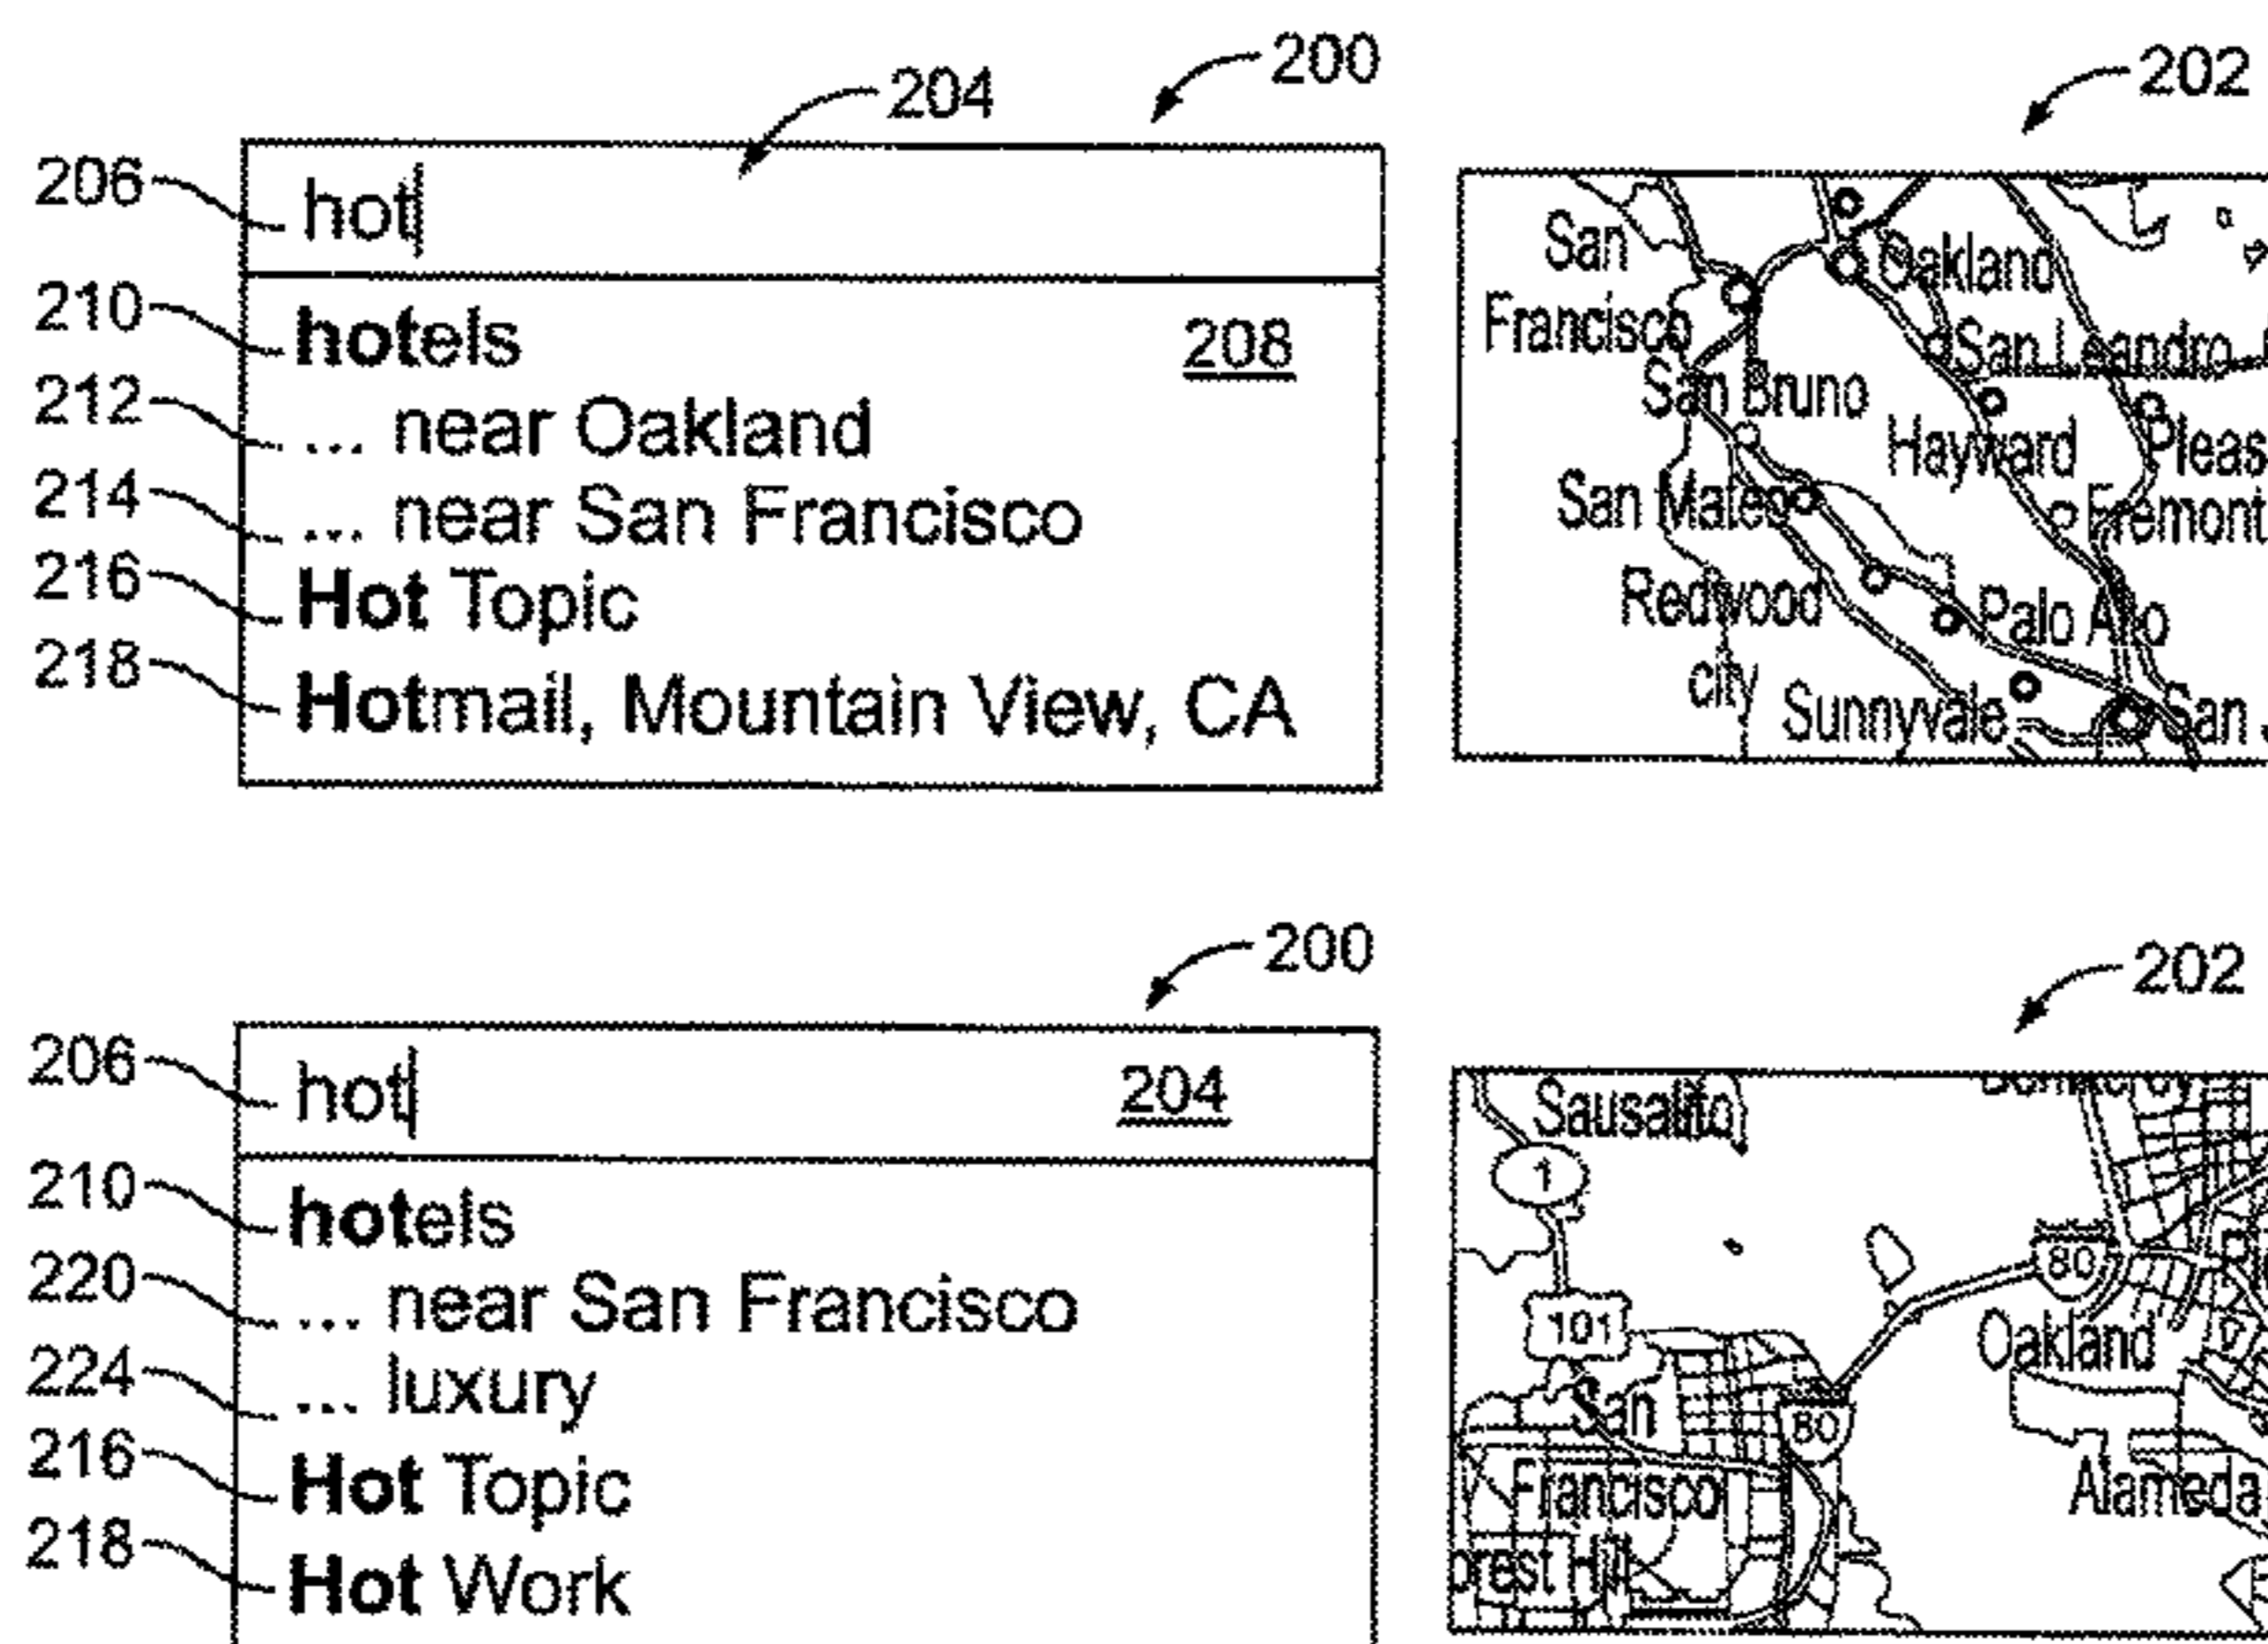 204
200
202
206
hot
210
hotels
208
212
... near Oakland
214
... near San Francisco
216
Hot Topic
218
Hotmail, Mountain View, CA
San
Francisco
Oakland
San Leandro
San Bruno
Hayward
San Mateo
Fremont
Redwood
city
Palo Alto
Sunnyvale
San
200
202
206
hot
204
210
hotels
220
... near San Francisco
224
... luxury
216
Hot Topic
218
Hot Work
Sausalito
1
101
80
Oakland
San
Francisco
80
Alameda